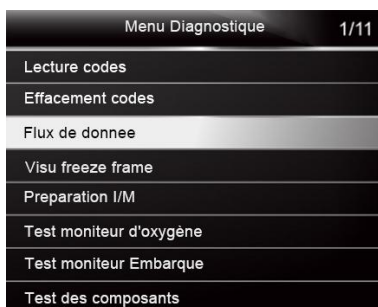 Menu Diagnostique 1/11
Lecture codes
Effacement codes
Flux de donnee
Visu freeze frame
Preparation I/M
Test moniteur d'oxygène
Test moniteur Embarque
Test des composants